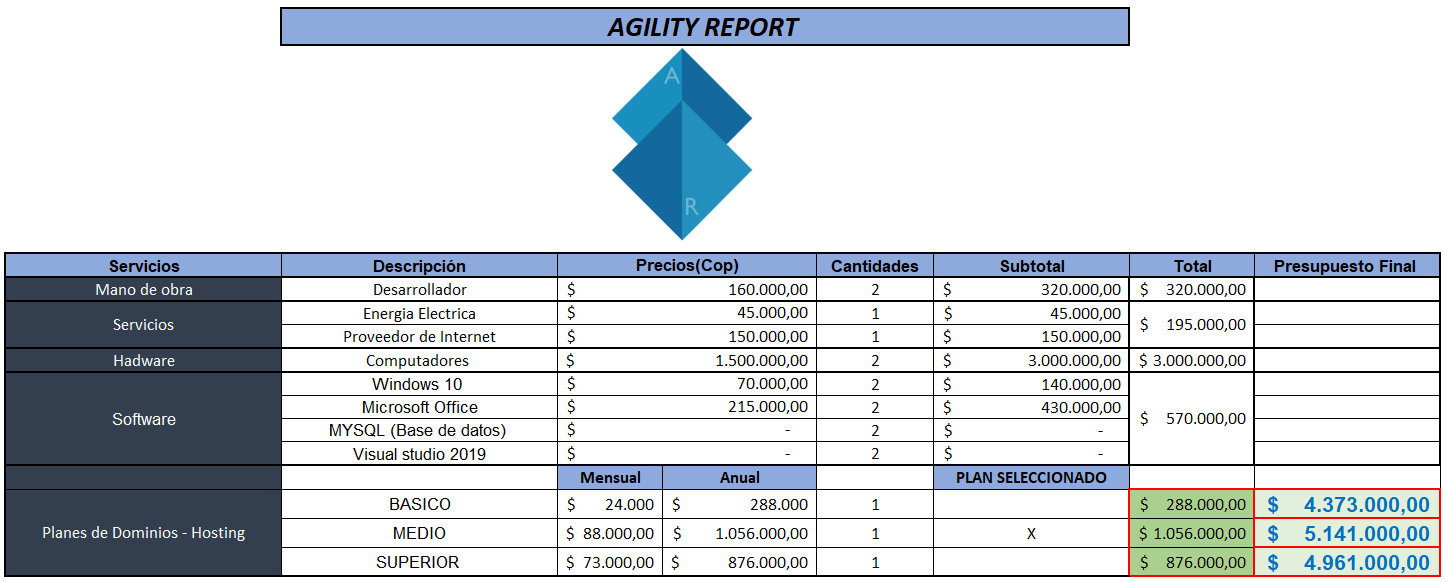 AGILITY REPORT
A
R
Servicios Descripción Precios(Cop) Cantidades Subtotal Total Presupuesto Final
Mano de obra Desarrollador $ 160.000,00 2 $ 320.000,00 $ 320.000,00
Servicios Energia Electrica $ 45.000,00 1 $ 45.000,00 $ 195.000,00
Proveedor de Internet $ 150.000,00 1 $ 150.000,00
Hadware Computadores $ 1.500.000,00 2 $ 3.000.000,00 $ 3.000.000,00
Software Windows 10 $ 70.000,00 2 $ 140.000,00 $ 570.000,00
Microsoft Office $ 215.000,00 2 $ 430.000,00
MYSQL (Base de datos) $ - 2 $ -
Visual studio 2019 $ - 2 $ -
Mensual Anual PLAN SELECCIONADO
Planes de Dominios - Hosting BASICO $ 24.000 $ 288.000 1 $ 288.000,00 $ 4.373.000,00
MEDIO $ 88.000,00 $ 1.056.000,00 1 X $ 1.056.000,00 $ 5.141.000,00
SUPERIOR $ 73.000,00 $ 876.000,00 1 $ 876.000,00 $ 4.961.000,00